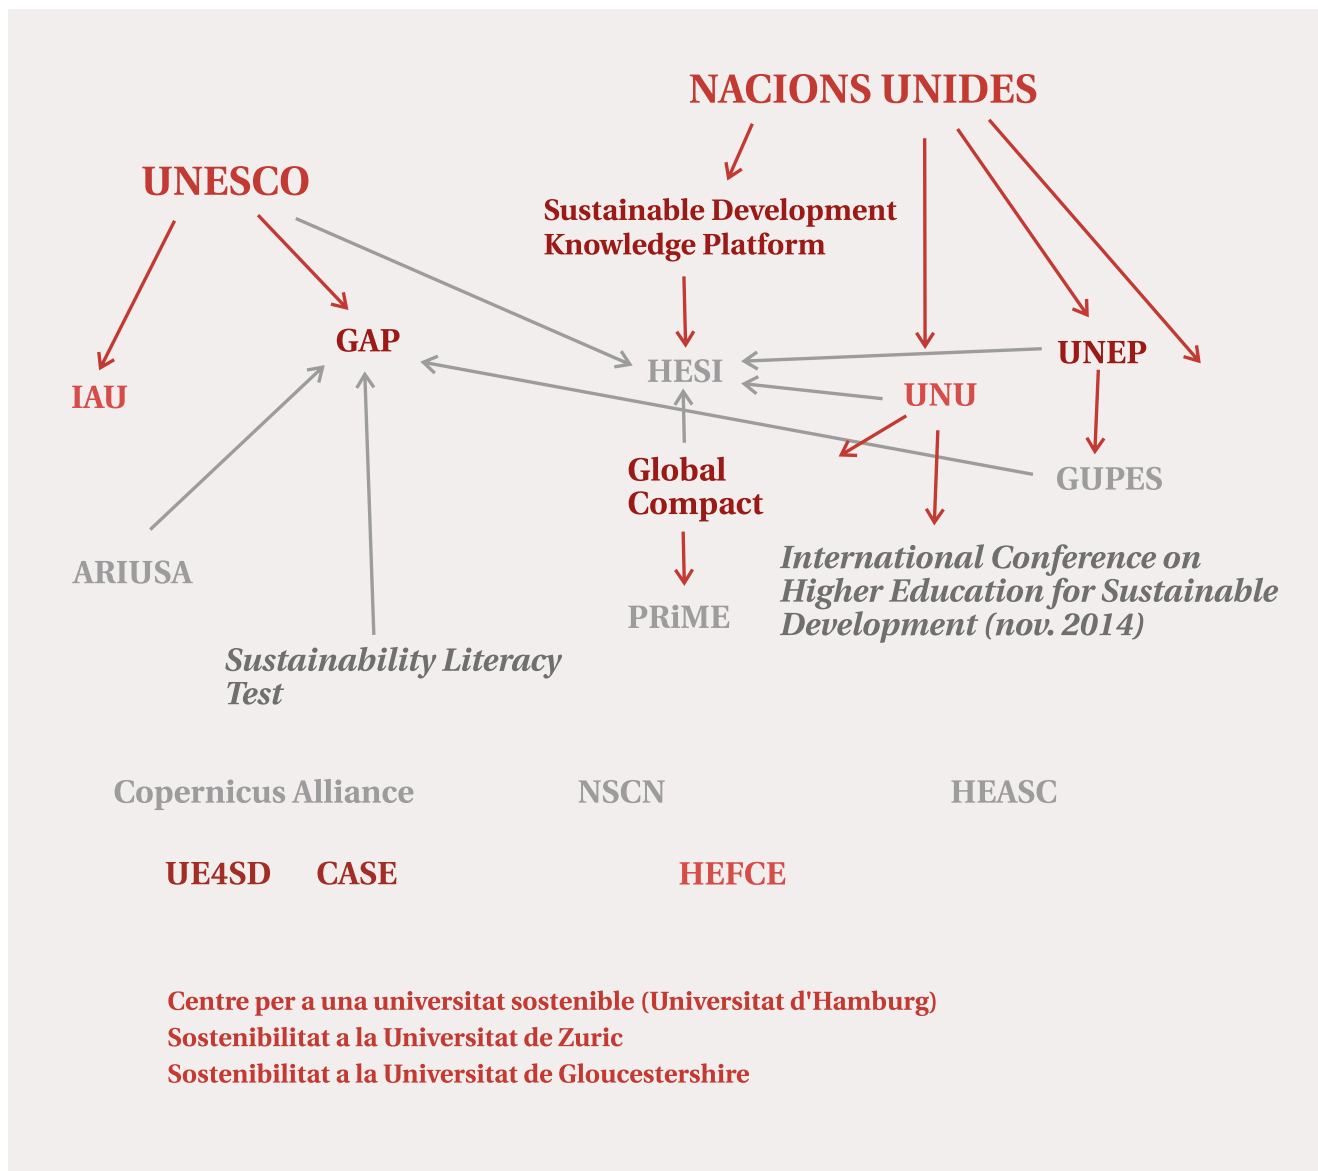 NACIONS UNIDES
UNESCO
Sustainable Development
Knowledge Platform
GAP
HESI
UNEP
IAU
UNU
Global
Compact
GUPES
ARIUSA
International Conference on
Higher Education for Sustainable
Development (nov. 2014)
PRiME
Sustainability Literacy
Test
Copernicus Alliance
NSCN
HEASC
UE4SD
CASE
HEFCE
Centre per a una universitat sostenible (Universitat d'Hamburg)
Sostenibilitat a la Universitat de Zuric
Sostenibilitat a la Universitat de Gloucestershire